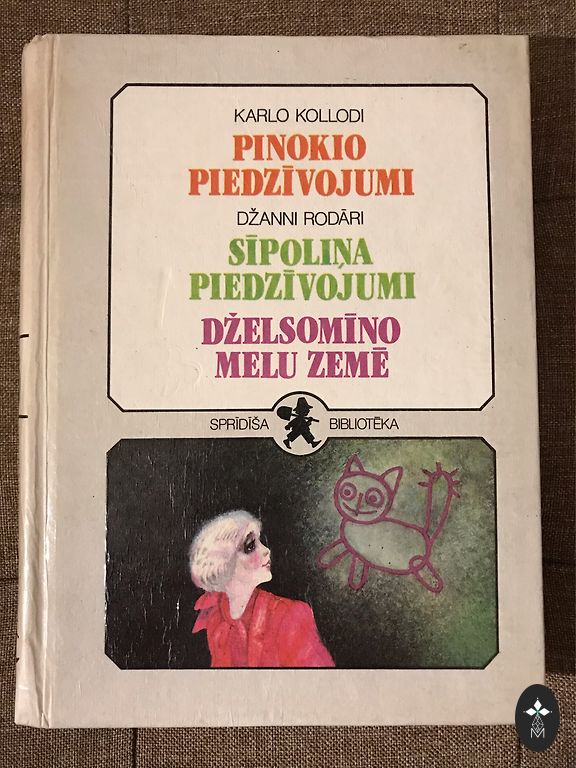 KARLO KOLLODI
PINOKIO
PIEDZĪVOJUMI
DŽANNI RODĀRI
SĪPOLIŅA
PIEDZĪVOJUMI
DŽELSOMĪNO
MELU ZEMĒ
SPRĪDĪŠA BIBLIOTĒKA
M